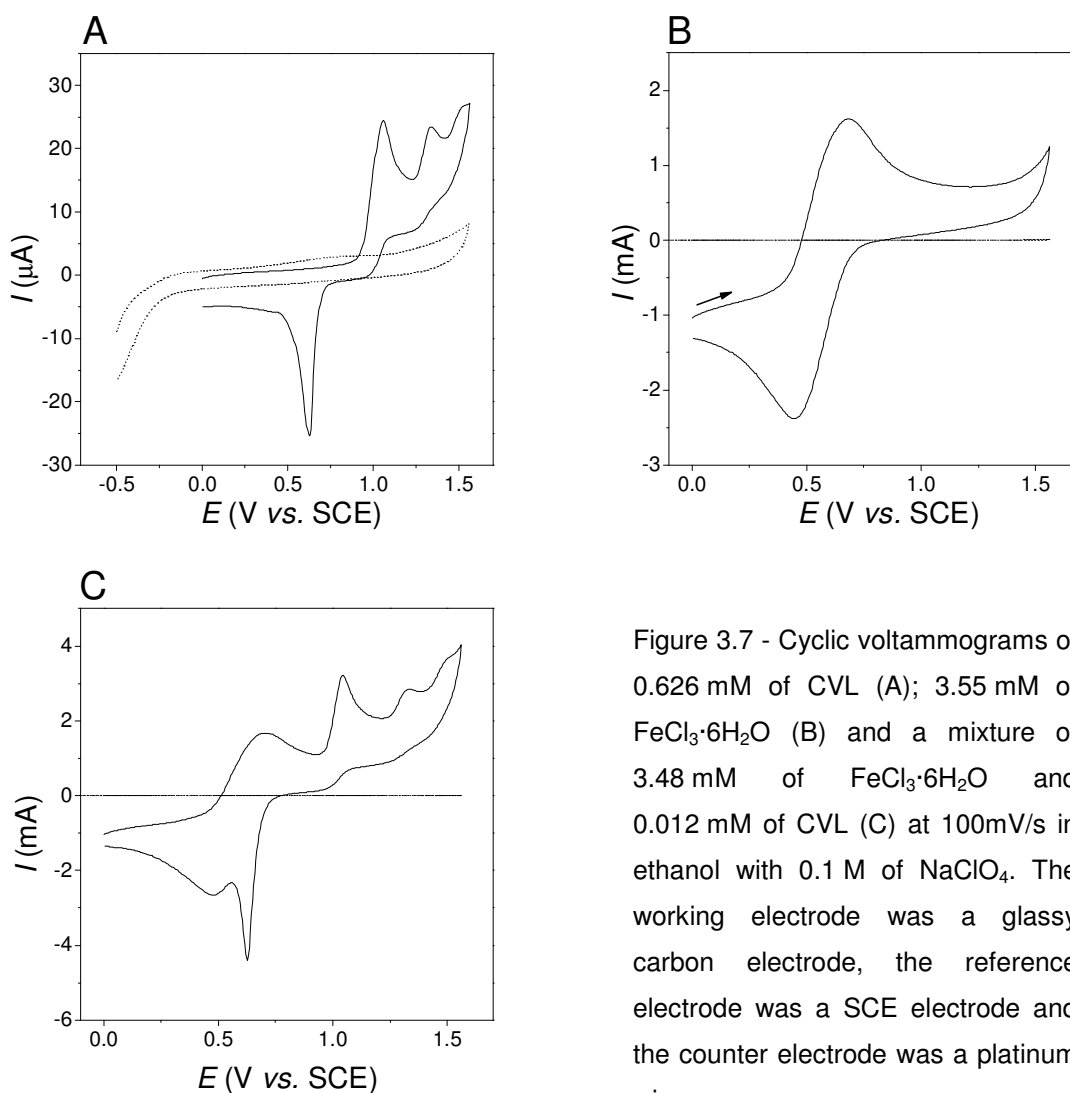 A
30
20
10
0
-10
-20
-30
I (µA)
-0.5 0.0 0.5 1.0 1.5
E (V vs. SCE)
B
2
1
0
-1
-2
-3
I (mA)
0.0 0.5 1.0 1.5
E (V vs. SCE)
C
4
2
0
-2
-4
-6
I (mA)
0.0 0.5 1.0 1.5
E (V vs. SCE)
Figure 3.7 - Cyclic voltammograms o
0.626 mM of CVL (A); 3.55 mM o
FeCl₃·6H₂O (B) and a mixture o
3.48 mM of FeCl₃·6H₂O and
0.012 mM of CVL (C) at 100mV/s in
ethanol with 0.1 M of NaClO₄. The
working electrode was a glassy
carbon electrode, the reference
electrode was a SCE electrode and
the counter electrode was a platinum